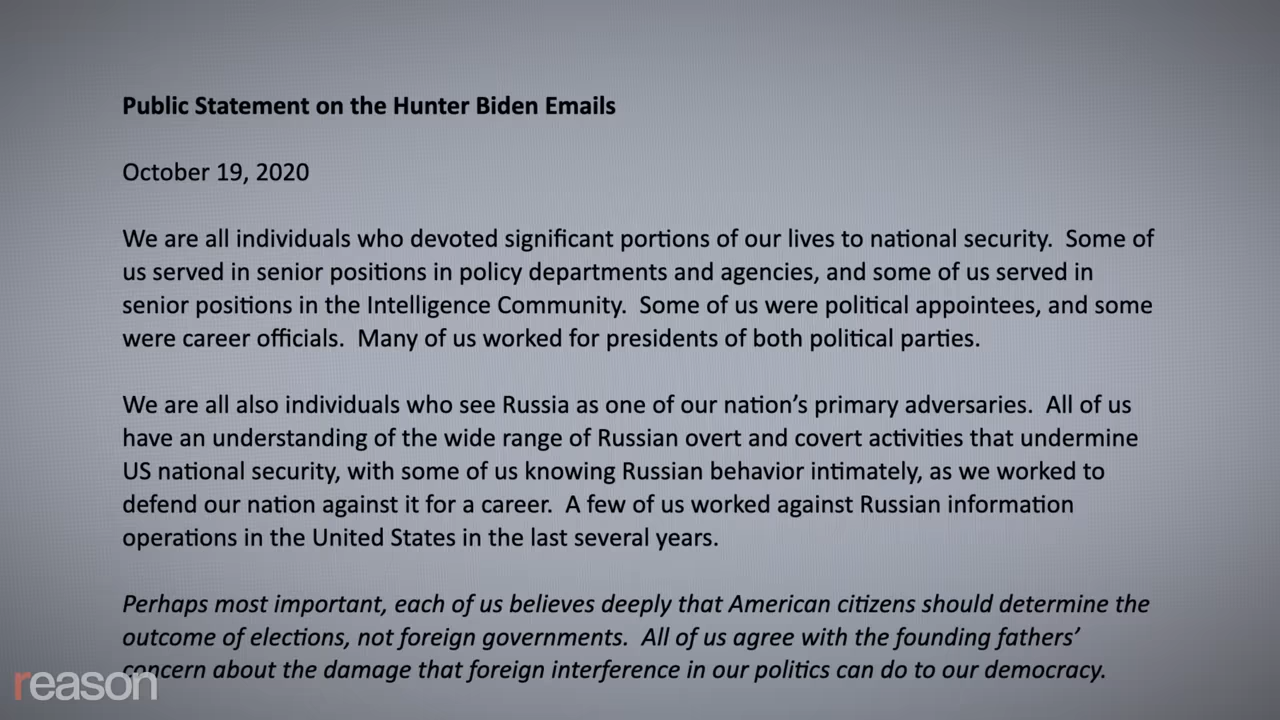 Public Statement on the Hunter Biden Emails
October 19, 2020
We are all individuals who devoted significant portions of our lives to national security.  Some of
us served in senior positions in policy departments and agencies, and some of us served in
senior positions in the Intelligence Community.  Some of us were political appointees, and some
were career officials.  Many of us worked for presidents of both political parties.
We are all also individuals who see Russia as one of our nation’s primary adversaries.  All of us
have an understanding of the wide range of Russian overt and covert activities that undermine
US national security, with some of us knowing Russian behavior intimately, as we worked to
defend our nation against it for a career.  A few of us worked against Russian information
operations in the United States in the last several years.
Perhaps most important, each of us believes deeply that American citizens should determine the
outcome of elections, not foreign governments.  All of us agree with the founding fathers’
concern about the damage that foreign interference in our politics can do to our democracy.
reason